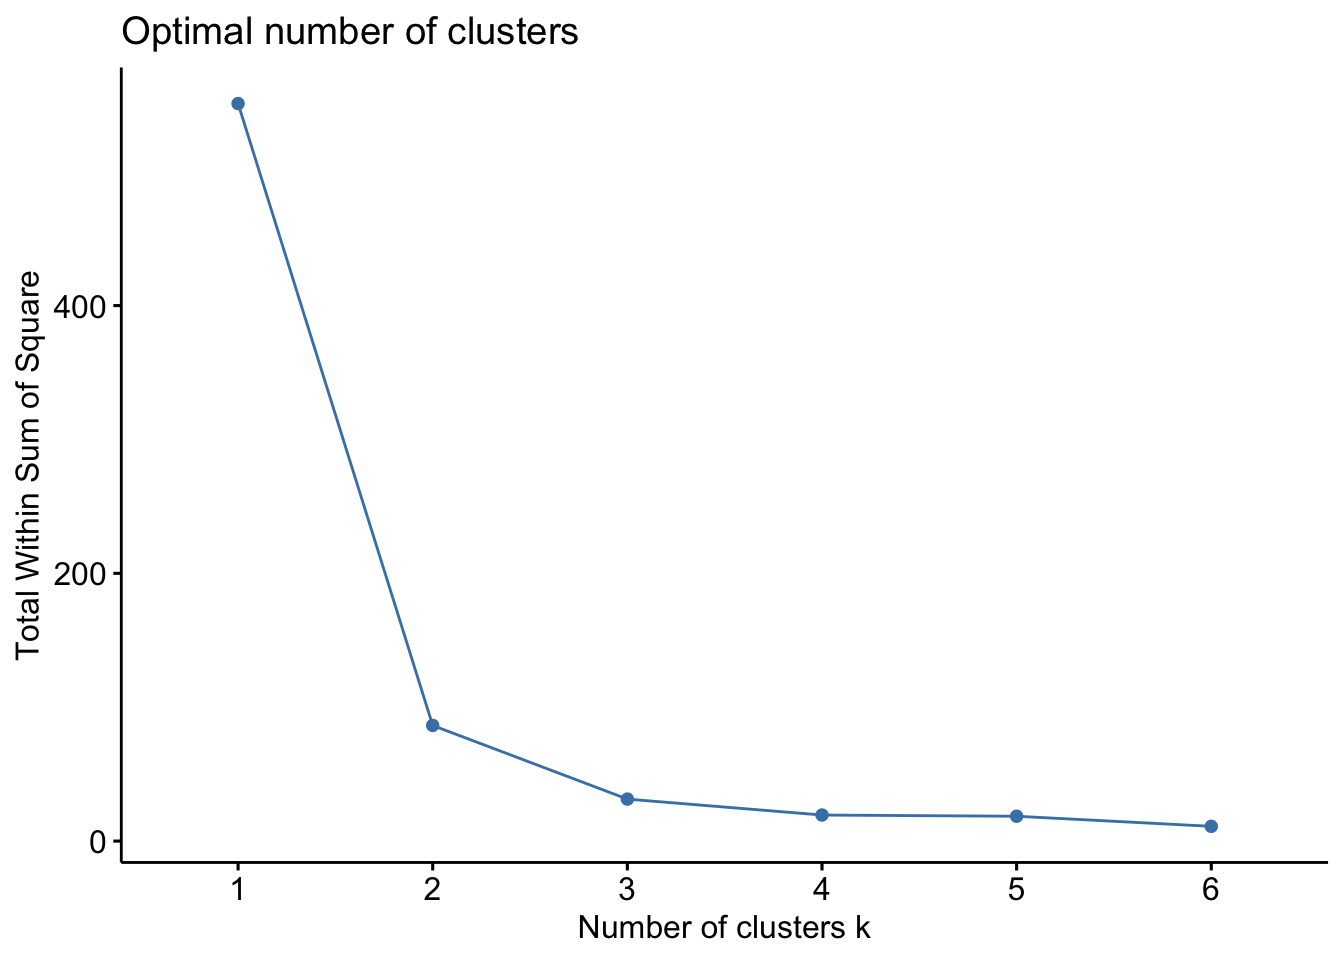 Optimal number of clusters
Total Within Sum of Square
400
200
0
1 2 3 4 5 6
Number of clusters k